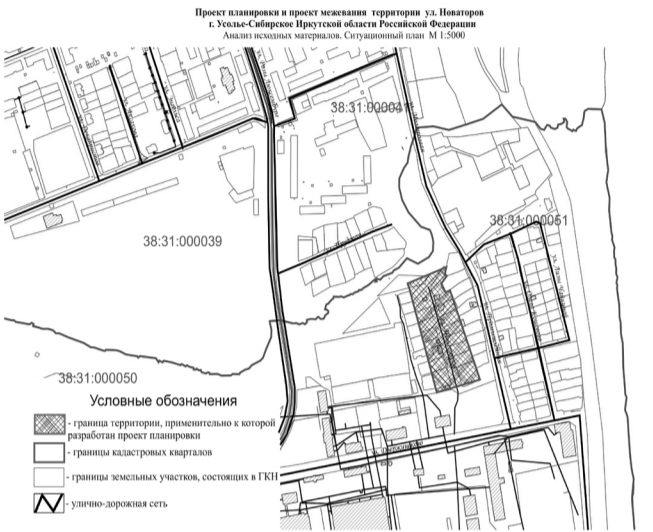 Проект планировки и проект межевания территории ул. Новаторов
г. Усолье-Сибирское Иркутской области Российской Федерации
Анализ исходных материалов. Ситуационный план М 1:5000
38:31:000041
38:31:000051
38:31:000039
38:31:000050
Условные обозначения
- граница территории, применительно к которой
разработан проект планировки
- границы кадастровых кварталов
- границы земельных участков, состоящих в ГКН
- улично-дорожная сеть